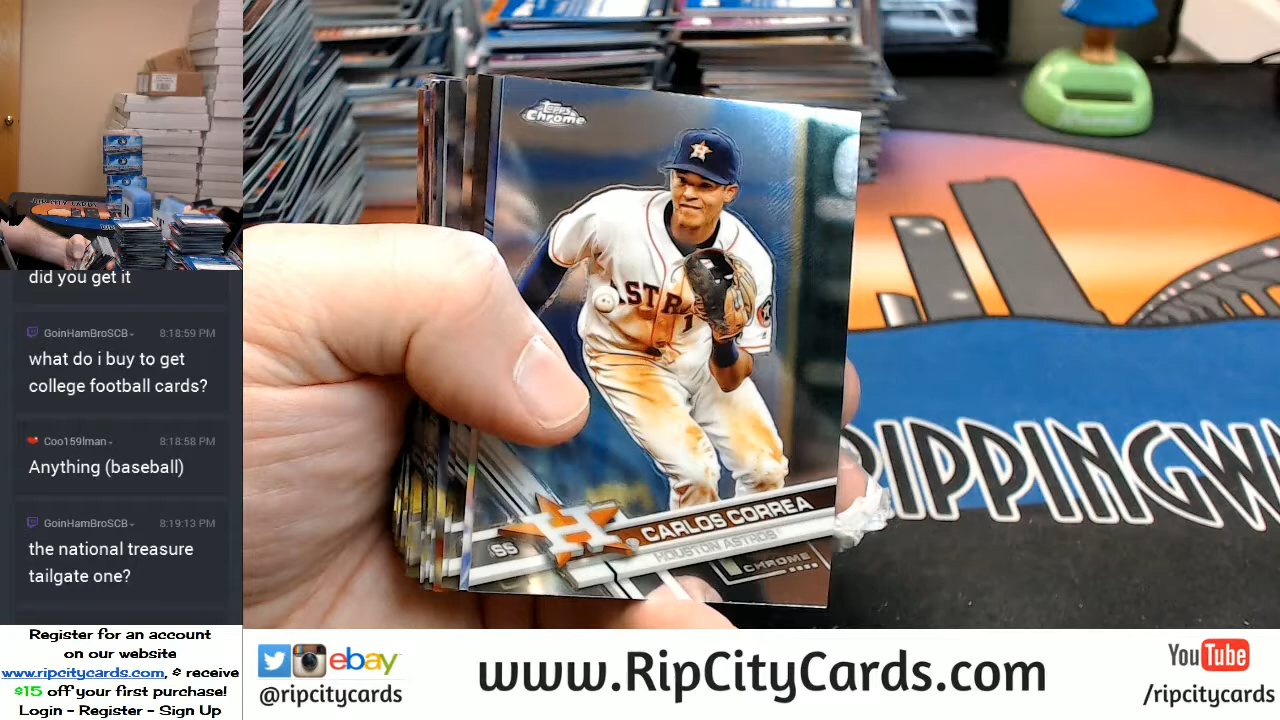 did you get it
GoinHamBroSCB
8:18:59 PM
what do i buy to get
college football cards?
Coo159lman
8:18:58 PM
Anything (baseball)
GoinHamBroSCB
8:19:13 PM
the national treasure
tailgate one?
Register for an account
on our website
www.ripcitycards.com, & receive
$15 off your first purchase!
Login - Register - Sign Up
Topps
Chrome
H
ASTR
1
SS
H
CARLOS CORREA
HOUSTON ASTROS
CHROME
RIPPINGW
ebay
@ripcitycards
www.RipCityCards.com
YouTube
/ripcitycards